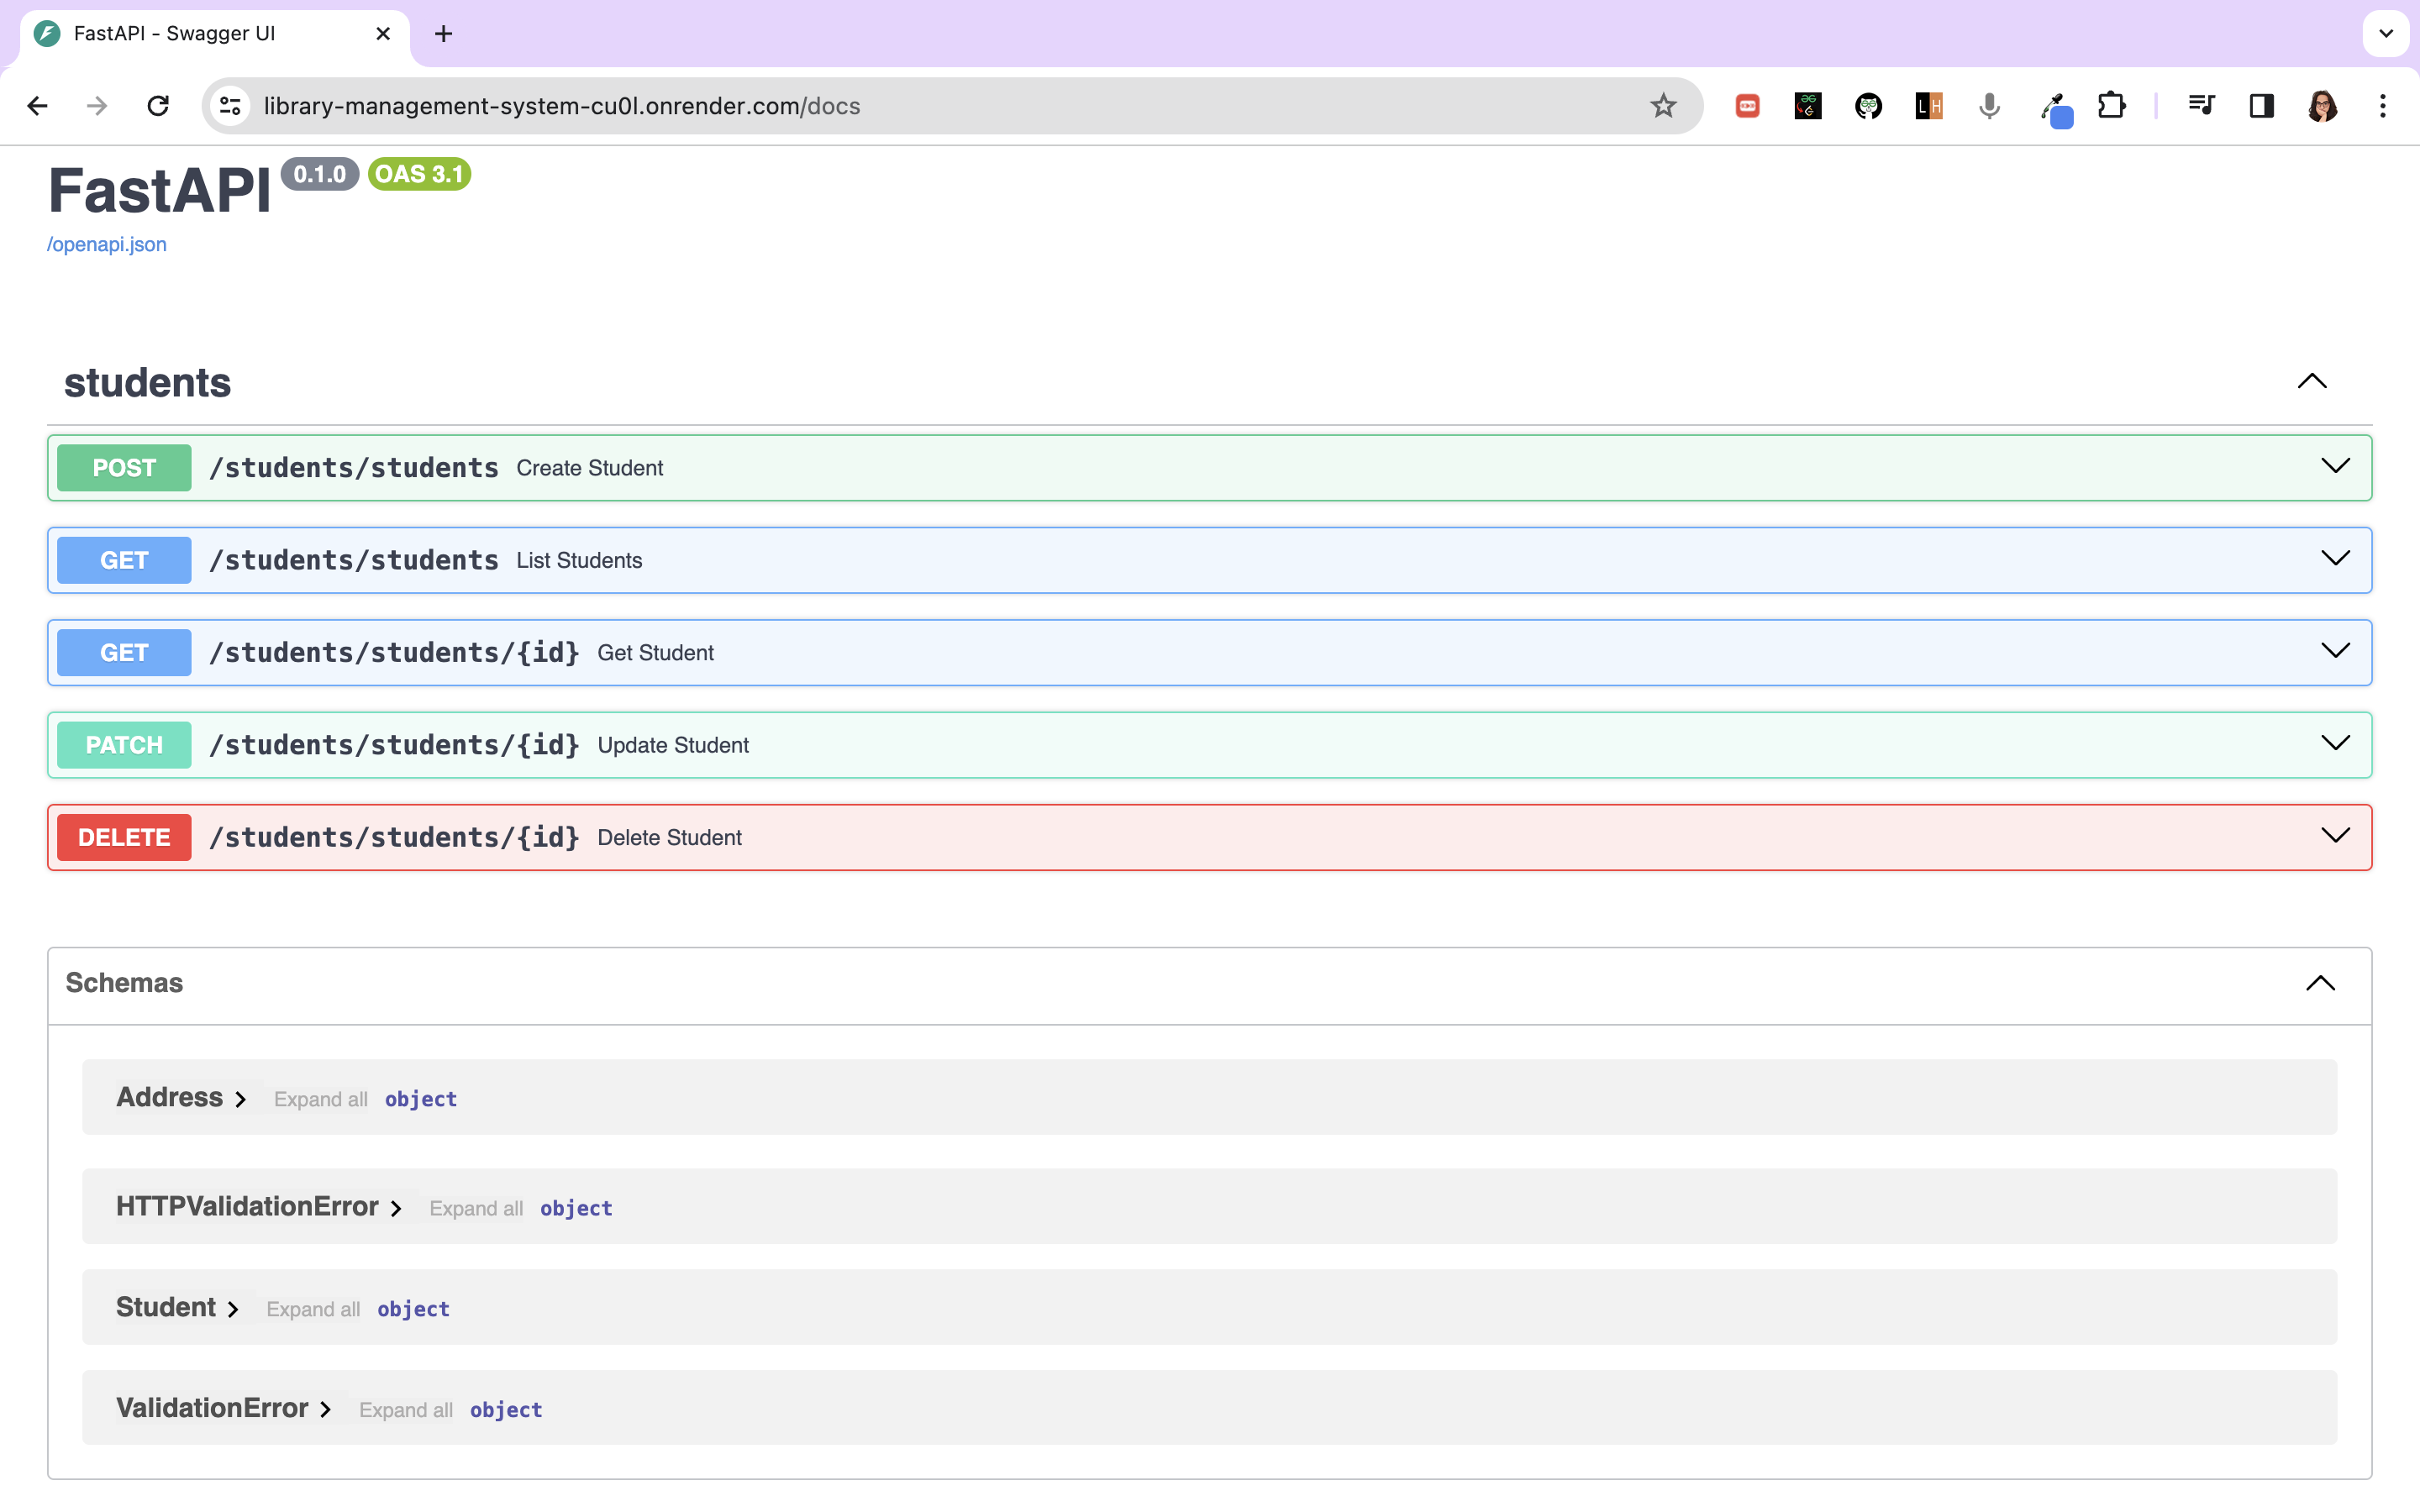 FastAPI - Swagger UI
library-management-system-cu0l.onrender.com/docs
LH
FastAPI 0.1.0 OAS 3.1
/openapi.json
students
POST /students/students Create Student
GET /students/students List Students
GET /students/students/{id} Get Student
PATCH /students/students/{id} Update Student
DELETE /students/students/{id} Delete Student
Schemas
Address Expand all object
HTTPValidationError Expand all object
Student Expand all object
ValidationError Expand all object